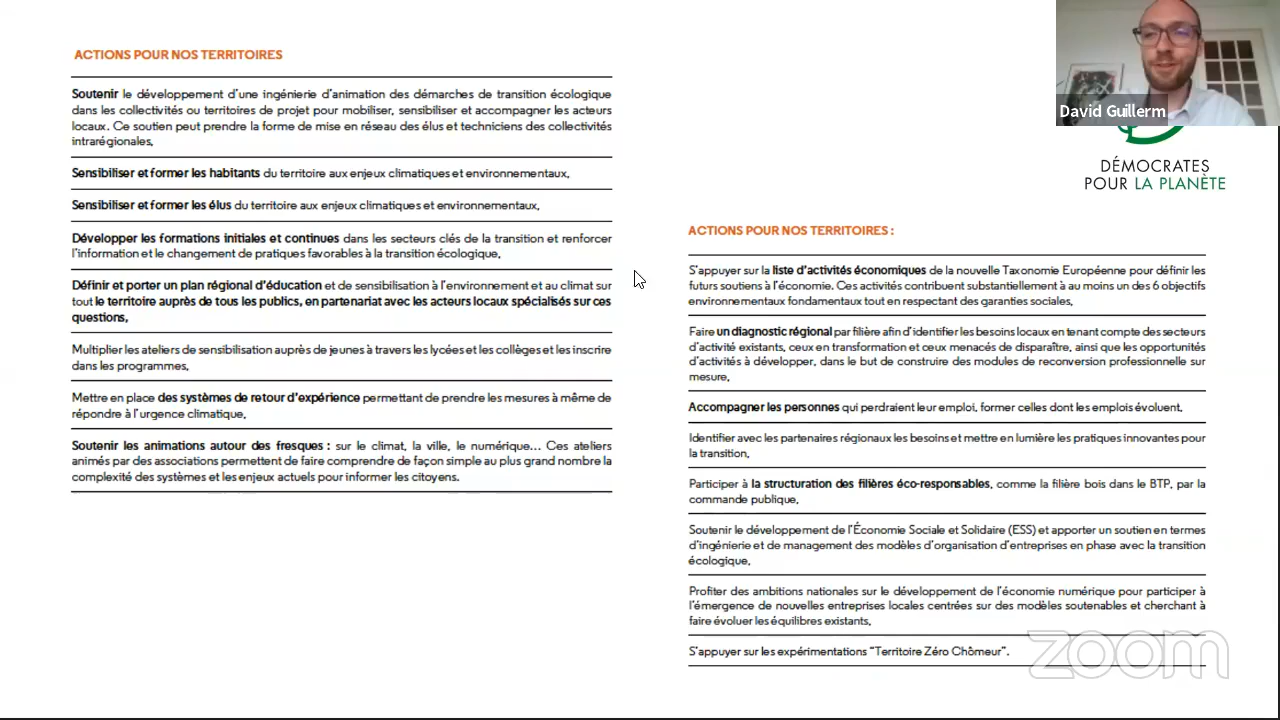 ACTIONS POUR NOS TERRITOIRES
Soutenir le développement d'une ingénierie d'animation des démarches de transition écologique
dans les collectivités ou territoires de projet pour mobiliser, sensibiliser et accompagner les acteurs
locaux. Ce soutien peut prendre la forme de mise en réseau des élus et techniciens des collectivités
intrarégionales,
Sensibiliser et former les habitants du territoire aux enjeux climatiques et environnementaux,
Sensibiliser et former les élus du territoire aux enjeux climatiques et environnementaux,
Développer les formations initiales et continues dans les secteurs clés de la transition et renforcer
l'information et le changement de pratiques favorables à la transition écologique,
Définir et porter un plan régional d'éducation et de sensibilisation à l'environnement et au climat sur
tout le territoire auprès de tous les publics, en partenariat avec les acteurs locaux spécialisés sur ces
questions,
Multiplier les ateliers de sensibilisation auprès de jeunes à travers les lycées et les collèges et les inscrire
dans les programmes,
Mettre en place des systèmes de retour d'expérience permettant de prendre les mesures à même de
répondre à l'urgence climatique,
Soutenir les animations autour des fresques : sur le climat, la ville, le numérique... Ces ateliers
animés par des associations permettent de faire comprendre de façon simple au plus grand nombre la
complexité des systèmes et les enjeux actuels pour informer les citoyens.
David Guillerm
DÉMOCRATES
POUR LA PLANÈTE
ACTIONS POUR NOS TERRITOIRES :
S'appuyer sur la liste d'activités économiques de la nouvelle Taxonomie Européenne pour définir les
futurs soutiens à l'économie. Ces activités contribuent substantiellement à au moins un des 6 objectifs
environnementaux fondamentaux tout en respectant des garanties sociales,
Faire un diagnostic régional par filière afin d'identifier les besoins locaux en tenant compte des secteurs
d'activité existants, ceux en transformation et ceux menacés de disparaître, ainsi que les opportunités
d'activités à développer, dans le but de construire des modules de reconversion professionnelle sur
mesure,
Accompagner les personnes qui perdraient leur emploi, former celles dont les emplois évoluent,
Identifier avec les partenaires régionaux les besoins et mettre en lumière les pratiques innovantes pour
la transition,
Participer à la structuration des filières éco-responsables, comme la filière bois dans le BTP, par la
commande publique,
Soutenir le développement de l'Économie Sociale et Solidaire (ESS) et apporter un soutien en termes
d'ingénierie et de management des modèles d'organisation d'entreprises en phase avec la transition
écologique,
Profiter des ambitions nationales sur le développement de l'économie numérique pour participer à
l'émergence de nouvelles entreprises locales centrées sur des modèles soutenables et cherchant à
faire évoluer les équilibres existants,
S'appuyer sur les expérimentations "Territoire Zéro Chômeur".
zoom